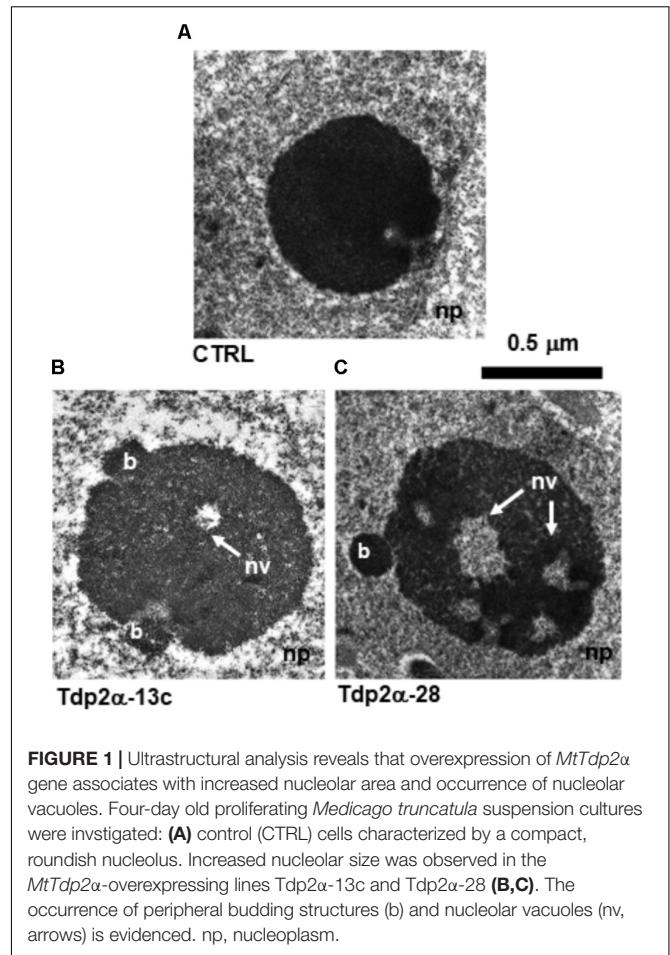 A
np
CTRL
0.5 μm
B
C
b
nv
b
np
Tdp2α-13c
nv
b
np
Tdp2α-28
FIGURE 1 | Ultrastructural analysis reveals that overexpression of MtTdp2α
gene associates with increased nucleolar area and occurrence of nucleolar
vacuoles. Four-day old proliferating Medicago truncatula suspension cultures
were invstigated: (A) control (CTRL) cells characterized by a compact,
roundish nucleolus. Increased nucleolar size was observed in the
MtTdp2α-overexpressing lines Tdp2α-13c and Tdp2α-28 (B,C). The
occurrence of peripheral budding structures (b) and nucleolar vacuoles (nv,
arrows) is evidenced. np, nucleoplasm.